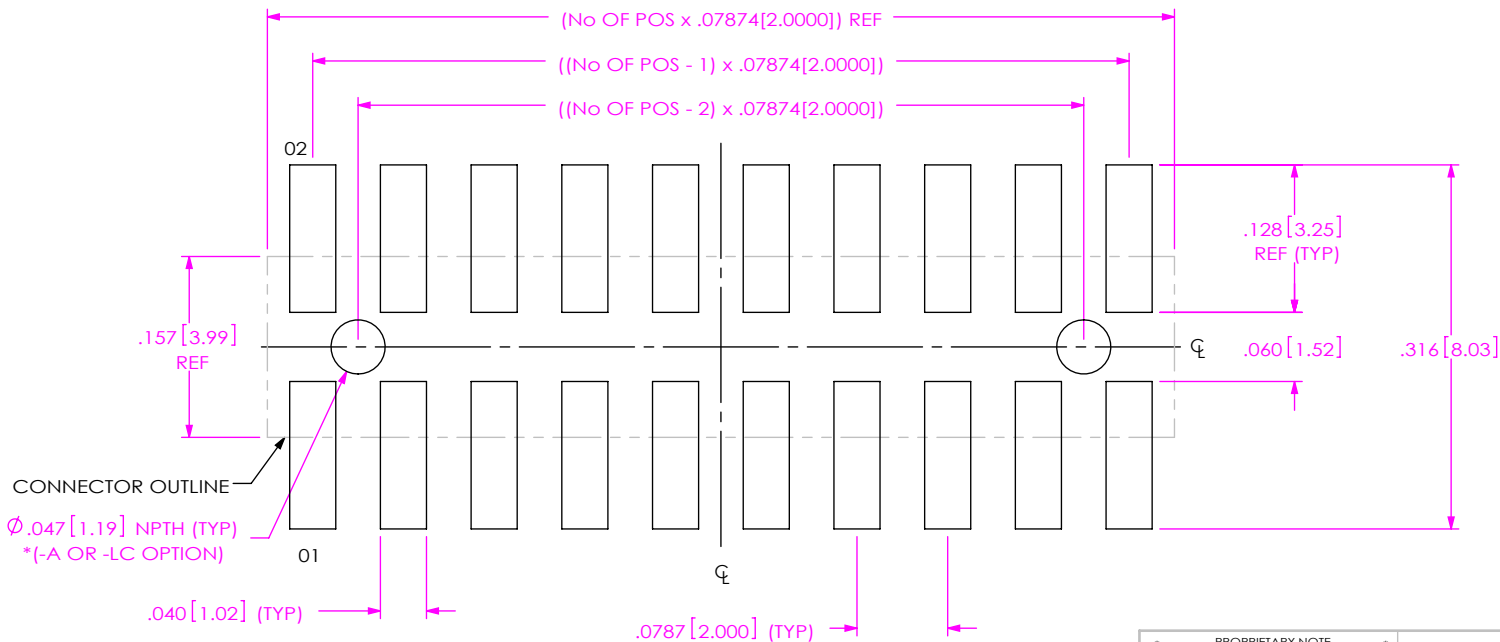 (No OF POS x .07874[2.0000]) REF
((No OF POS - 1) x .07874[2.0000])
((No OF POS - 2) x .07874[2.0000])
02
.128[3.25]
REF (TYP)
.157[3.99]
REF
℄
.060[1.52]
.316[8.03]
CONNECTOR OUTLINE
Ø.047[1.19] NPTH (TYP)
*(-A OR -LC OPTION)
01
℄
.040[1.02] (TYP)
.0787[2.000] (TYP)
PROPRIETARY NOTE